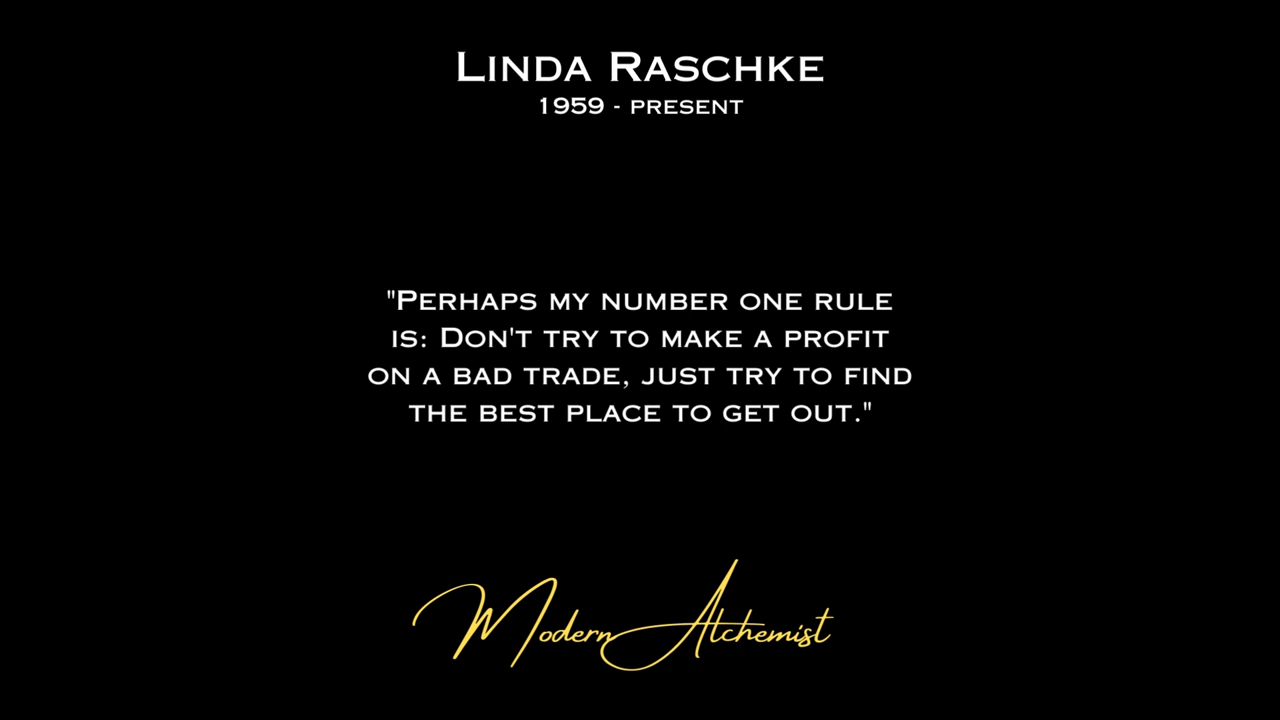 Linda Raschke
1959 - present
"Perhaps my number one rule
is: Don't try to make a profit
on a bad trade, just try to find
the best place to get out."
Modern Alchemist